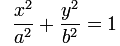 x²/a² + y²/b² = 1